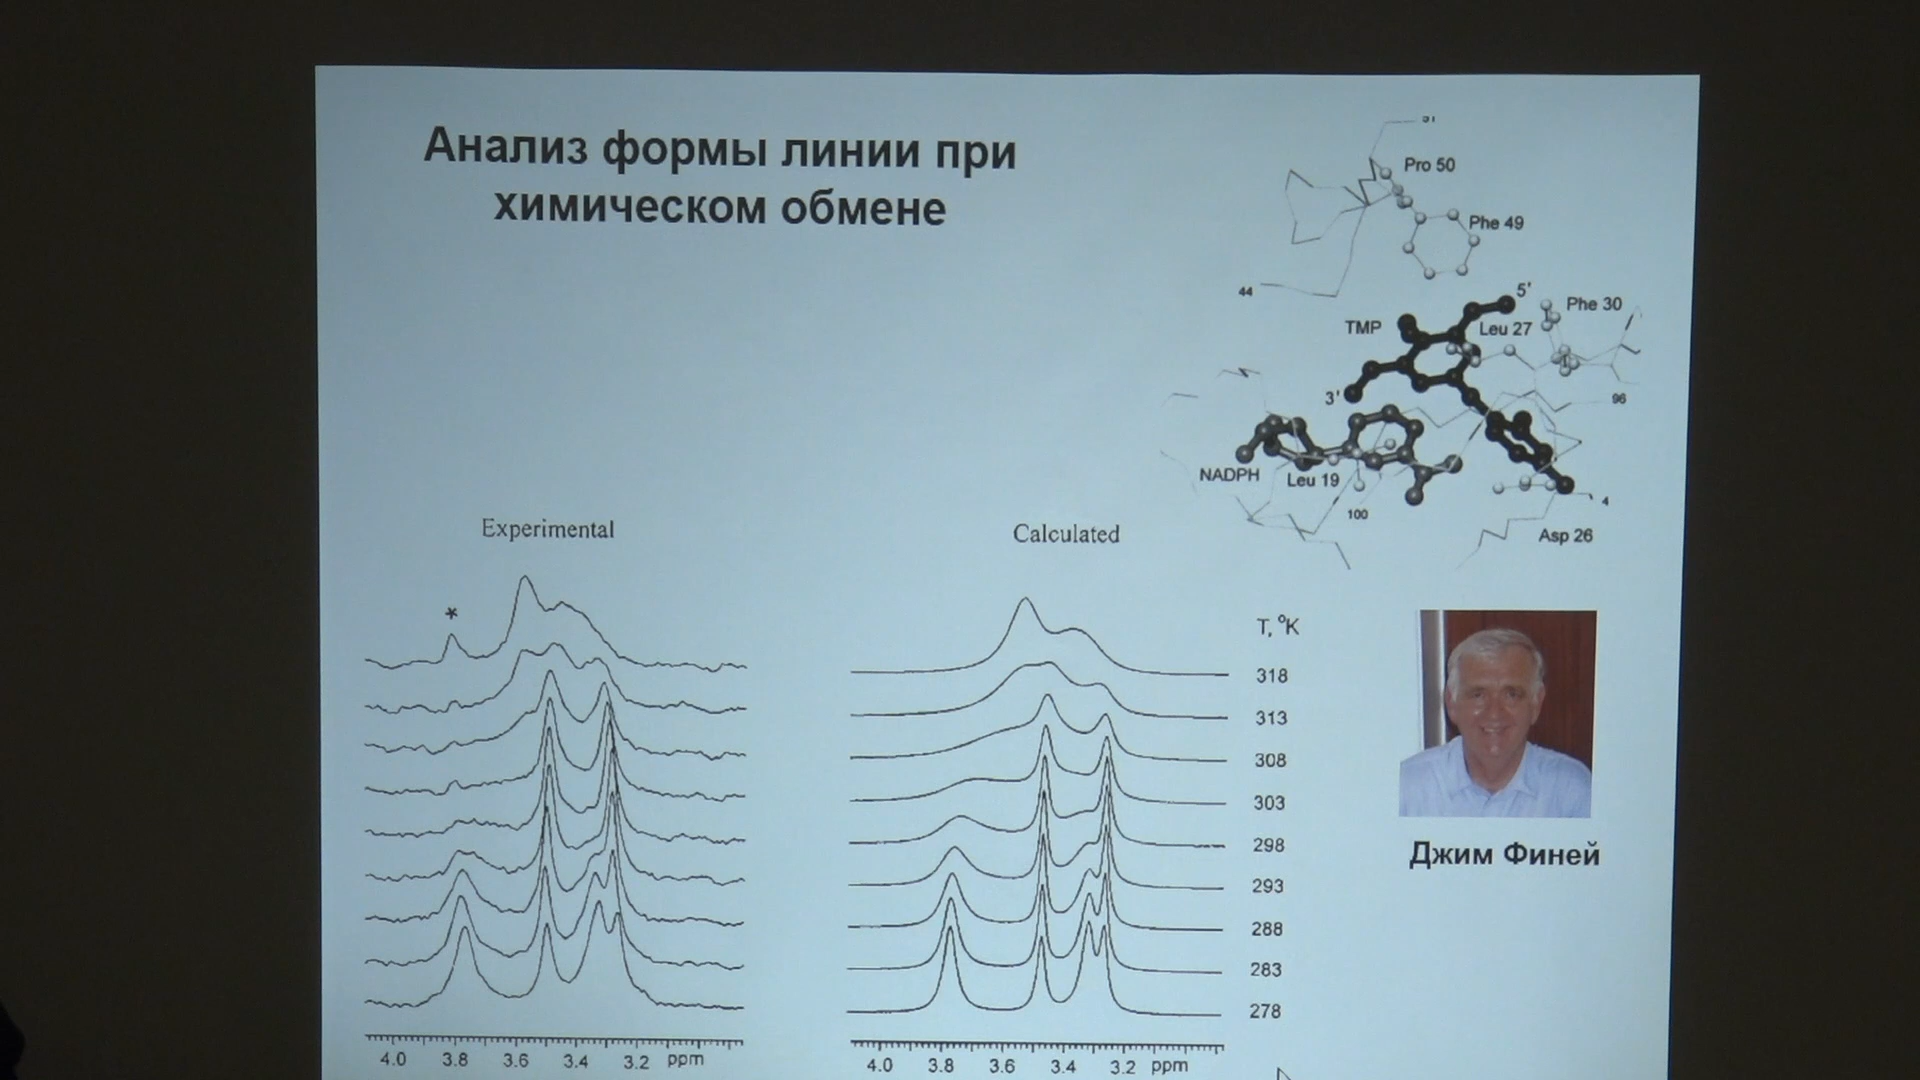 Анализ формы линии при
химическом обмене
Pro 50
Phe 49
44
5'
Phe 30
TMP
Leu 27
3'
96
NADPH
Leu 19
100
4
Asp 26
Experimental
Calculated
*
T, °K
318
313
308
303
298
293
288
283
278
4.0 3.8 3.6 3.4 3.2 ppm
4.0 3.8 3.6 3.4 3.2 ppm
Джим Финей